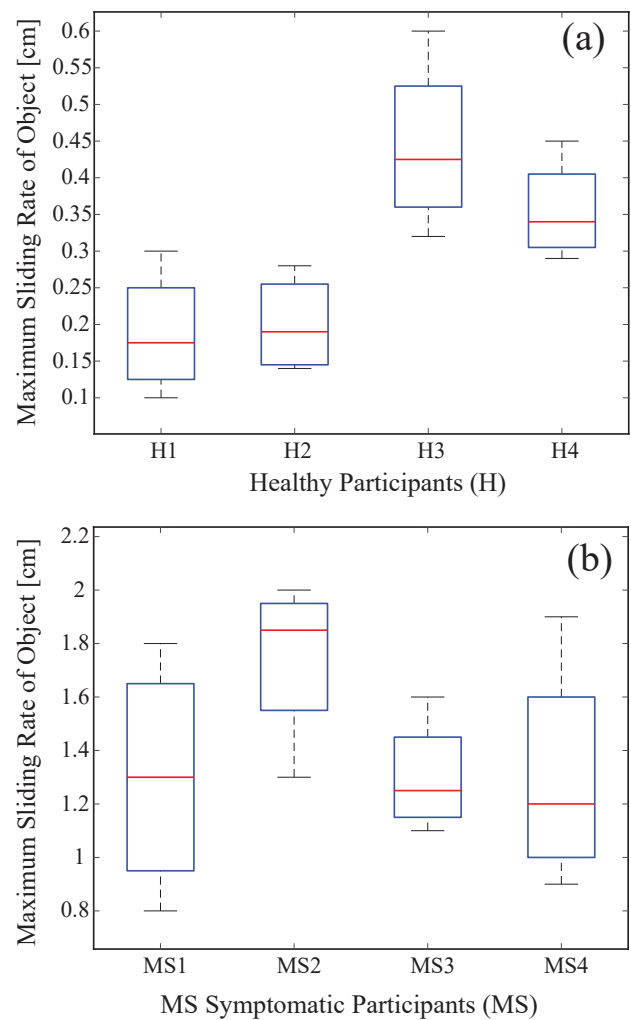 (a)
Maximum Sliding Rate of Object [cm]
0.6
0.55
0.5
0.45
0.4
0.35
0.3
0.25
0.2
0.15
0.1
H1 H2 H3 H4
Healthy Participants (H)
(b)
Maximum Sliding Rate of Object [cm]
2.2
2
1.8
1.6
1.4
1.2
1
0.8
MS1 MS2 MS3 MS4
MS Symptomatic Participants (MS)